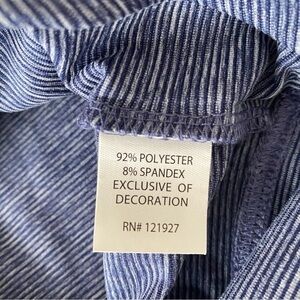 92% POLYESTER
8% SPANDEX
EXCLUSIVE OF
DECORATION
RN# 121927